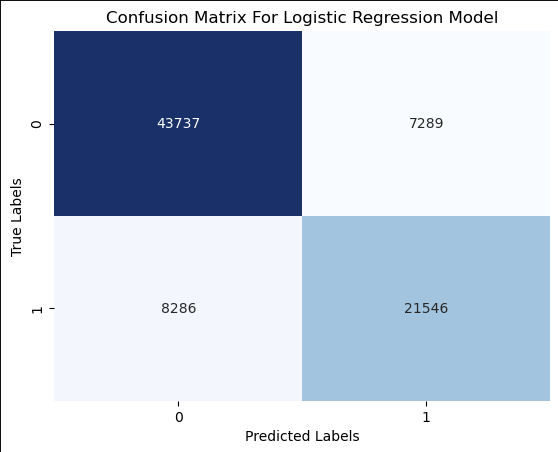 Confusion Matrix For Logistic Regression Model
True Labels
0
43737
7289
1
8286
21546
0
1
Predicted Labels